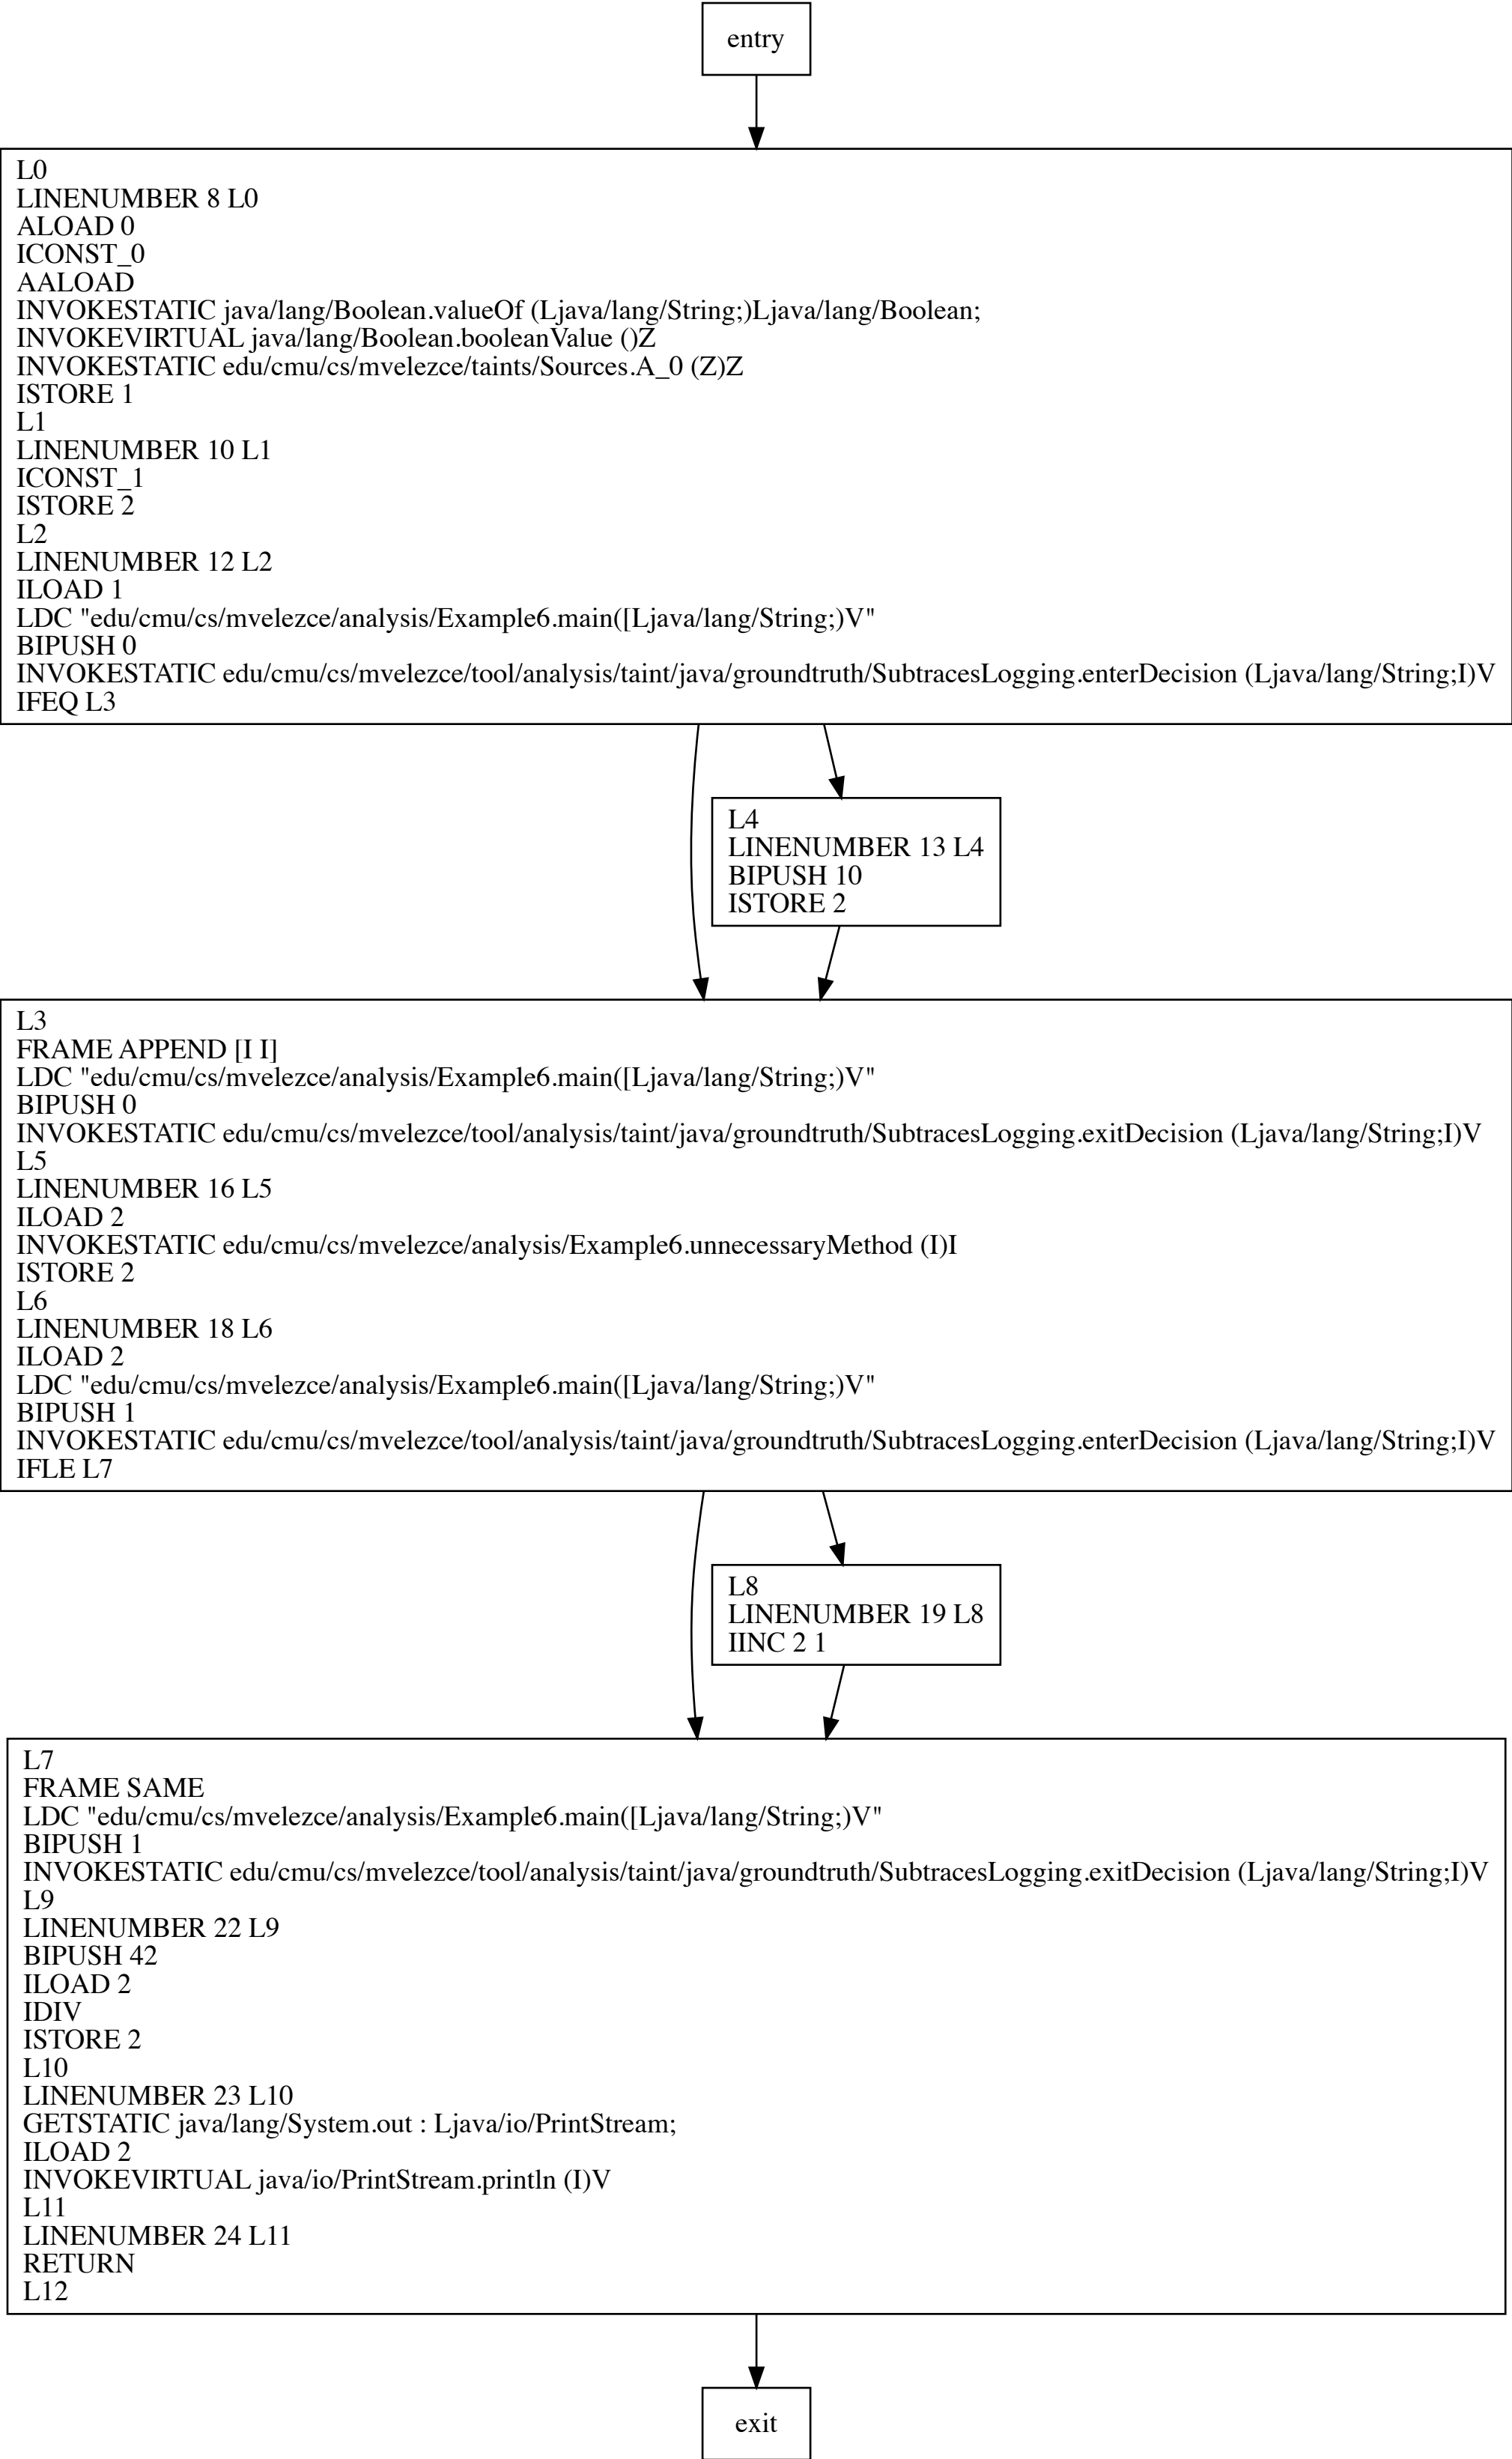 entry
L0
LINENUMBER 8 L0
ALOAD 0
ICONST_0
AALOAD
INVOKESTATIC java/lang/Boolean.valueOf (Ljava/lang/String;)Ljava/lang/Boolean;
INVOKEVIRTUAL java/lang/Boolean.booleanValue ()Z
INVOKESTATIC edu/cmu/cs/mvelezce/taints/Sources.A_0 (Z)Z
ISTORE 1
L1
LINENUMBER 10 L1
ICONST_1
ISTORE 2
L2
LINENUMBER 12 L2
ILOAD 1
LDC "edu/cmu/cs/mvelezce/analysis/Example6.main([Ljava/lang/String;)V"
BIPUSH 0
INVOKESTATIC edu/cmu/cs/mvelezce/tool/analysis/taint/java/groundtruth/SubtracesLogging.enterDecision (Ljava/lang/String;I)V
IFEQ L3
L4
LINENUMBER 13 L4
BIPUSH 10
ISTORE 2
L3
FRAME APPEND [I I]
LDC "edu/cmu/cs/mvelezce/analysis/Example6.main([Ljava/lang/String;)V"
BIPUSH 0
INVOKESTATIC edu/cmu/cs/mvelezce/tool/analysis/taint/java/groundtruth/SubtracesLogging.exitDecision (Ljava/lang/String;I)V
L5
LINENUMBER 16 L5
ILOAD 2
INVOKESTATIC edu/cmu/cs/mvelezce/analysis/Example6.unnecessaryMethod (I)I
ISTORE 2
L6
LINENUMBER 18 L6
ILOAD 2
LDC "edu/cmu/cs/mvelezce/analysis/Example6.main([Ljava/lang/String;)V"
BIPUSH 1
INVOKESTATIC edu/cmu/cs/mvelezce/tool/analysis/taint/java/groundtruth/SubtracesLogging.enterDecision (Ljava/lang/String;I)V
IFLE L7
L8
LINENUMBER 19 L8
IINC 2 1
L7
FRAME SAME
LDC "edu/cmu/cs/mvelezce/analysis/Example6.main([Ljava/lang/String;)V"
BIPUSH 1
INVOKESTATIC edu/cmu/cs/mvelezce/tool/analysis/taint/java/groundtruth/SubtracesLogging.exitDecision (Ljava/lang/String;I)V
L9
LINENUMBER 22 L9
BIPUSH 42
ILOAD 2
IDIV
ISTORE 2
L10
LINENUMBER 23 L10
GETSTATIC java/lang/System.out : Ljava/io/PrintStream;
ILOAD 2
INVOKEVIRTUAL java/io/PrintStream.println (I)V
L11
LINENUMBER 24 L11
RETURN
L12
exit